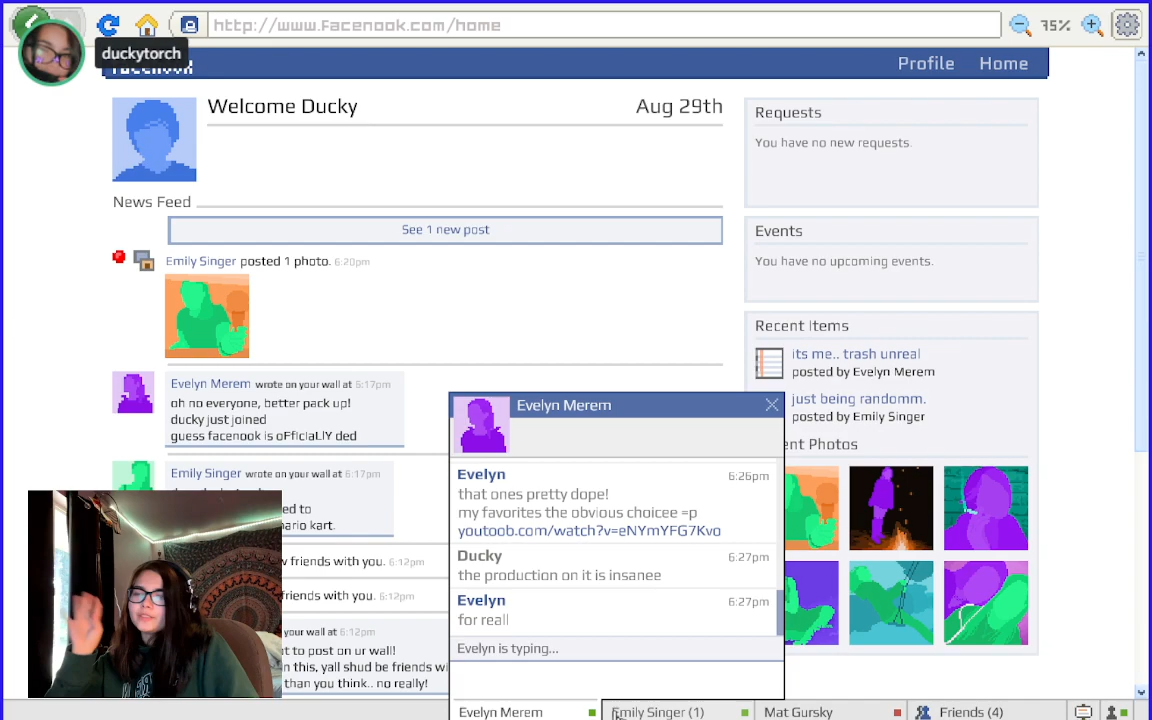 http://www.Facenook.com/home
75%
duckytorch
Profile
Home
Welcome Ducky
Aug 29th
News Feed
See 1 new post
Emily Singer posted 1 photo. 6:20pm
Evelyn Merem wrote on your wall at 6:17pm
oh no everyone, better pack up!
ducky just joined
guess facenook is oFfIcIaLlY ded
Emily Singer wrote on your wall at 6:17pm
ed to
ario kart.
friends with you. 6:12pm
friends with you. 6:12pm
your wall at 6:12pm
t to post on ur wall!
n this, yall shud be friends
than you think.. no really!
Requests
You have no new requests.
Events
You have no upcoming events.
Recent Items
its me.. trash unreal
posted by Evelyn Merem
just being randomm.
posted by Emily Singer
ent Photos
Evelyn Merem
Evelyn 6:26pm
that ones pretty dope!
my favorites the obvious choicee =p
youtoob.com/watch?v=eNYmYFG7Kvo
Ducky 6:27pm
the production on it is insanee
Evelyn 6:27pm
for reall
Evelyn is typing...
Evelyn Merem
Emily Singer (1)
Mat Gursky
Friends (4)